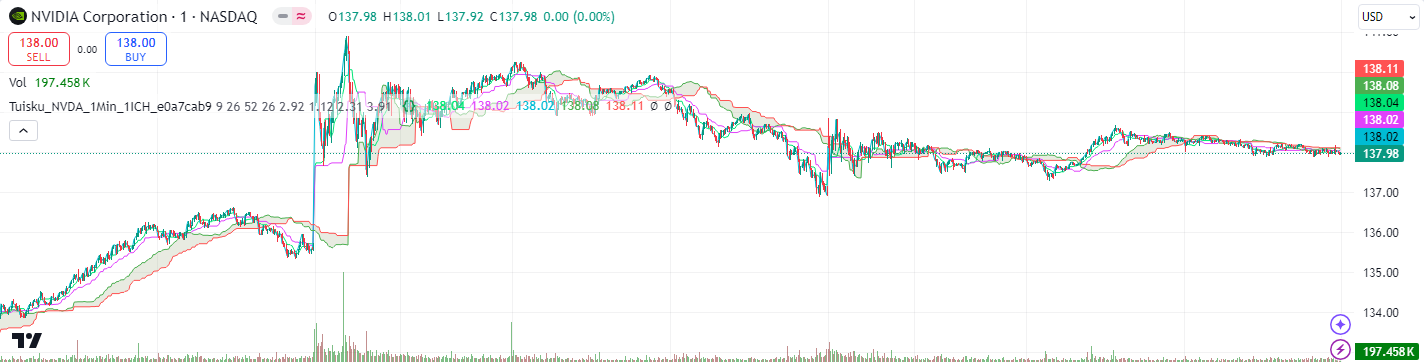 NVIDIA Corporation · 1 · NASDAQ O137.98 H138.01 L137.92 C137.98 0.00 (0.00%)
USD
138.00 SELL 0.00 138.00 BUY
Vol 197.458 K
Tuisku_NVDA_1Min_1ICH_e0a7cab9 9 26 52 26 2.92 1.12 2.31 3.91 138.04 138.02 138.02 138.08 138.11 ∅ ∅
138.11
138.08
138.04
138.02
138.02
137.98
137.00
136.00
135.00
134.00
197.458 K